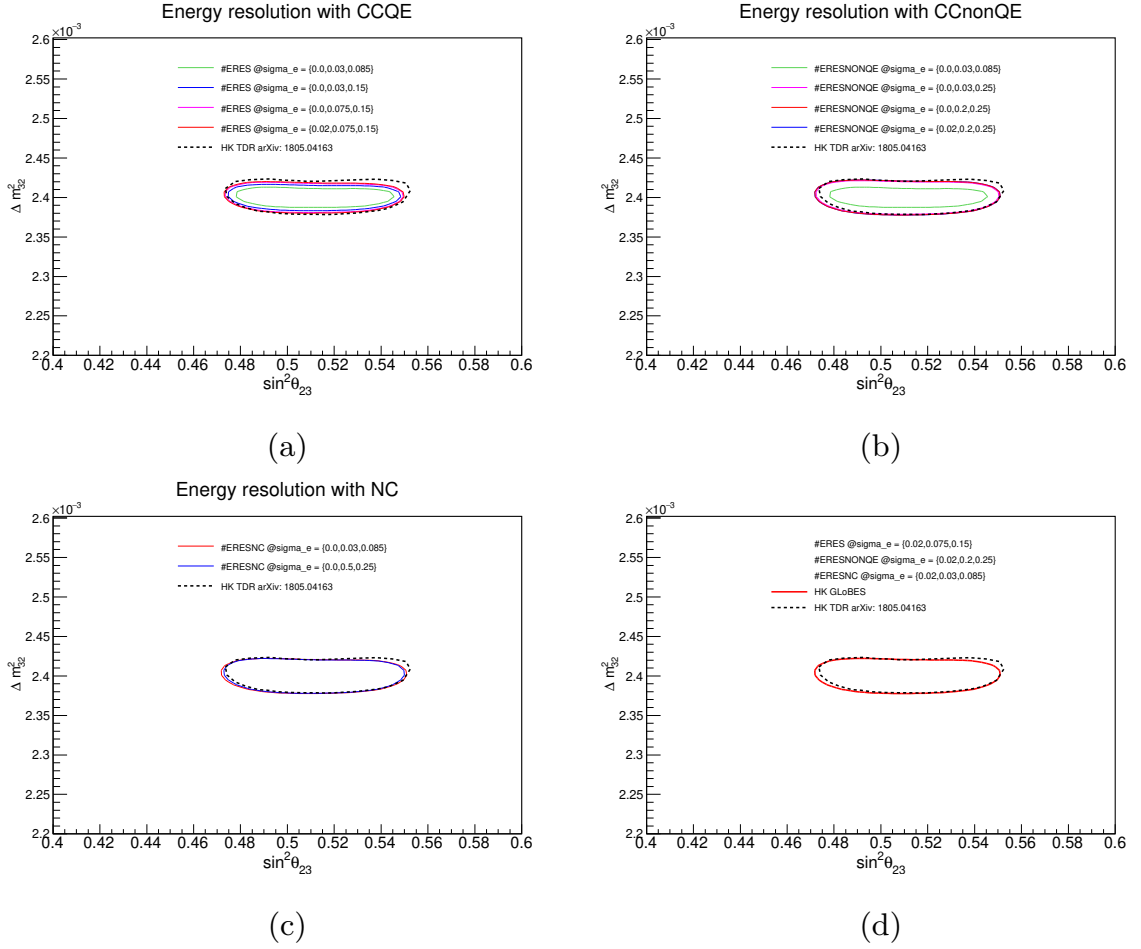 Energy resolution with CCQE
×10⁻³
2.6
2.55
2.5
2.45
2.4
2.35
2.3
2.25
2.2
Δ m²₃₂
#ERES @sigma_e = {0.0,0.03,0.085}
#ERES @sigma_e = {0.0,0.03,0.15}
#ERES @sigma_e = {0.0,0.075,0.15}
#ERES @sigma_e = {0.02,0.075,0.15}
HK TDR arXiv: 1805.04163
0.4 0.42 0.44 0.46 0.48 0.5 0.52 0.54 0.56 0.58 0.6
sin²θ₂₃
(a)
Energy resolution with CCnonQE
×10⁻³
2.6
2.55
2.5
2.45
2.4
2.35
2.3
2.25
2.2
Δ m²₃₂
#ERESNONQE @sigma_e = {0.0,0.03,0.085}
#ERESNONQE @sigma_e = {0.0,0.03,0.25}
#ERESNONQE @sigma_e = {0.0,0.2,0.25}
#ERESNONQE @sigma_e = {0.02,0.2,0.25}
HK TDR arXiv: 1805.04163
0.4 0.42 0.44 0.46 0.48 0.5 0.52 0.54 0.56 0.58 0.6
sin²θ₂₃
(b)
Energy resolution with NC
×10⁻³
2.6
2.55
2.5
2.45
2.4
2.35
2.3
2.25
2.2
Δ m²₃₂
#ERESNC @sigma_e = {0.0,0.03,0.085}
#ERESNC @sigma_e = {0.0,0.5,0.25}
HK TDR arXiv: 1805.04163
0.4 0.42 0.44 0.46 0.48 0.5 0.52 0.54 0.56 0.58 0.6
sin²θ₂₃
(c)
×10⁻³
2.6
2.55
2.5
2.45
2.4
2.35
2.3
2.25
2.2
Δ m²₃₂
#ERES @sigma_e = {0.02,0.075,0.15}
#ERESNONQE @sigma_e = {0.02,0.2,0.25}
#ERESNC @sigma_e = {0.02,0.03,0.085}
HK GLoBES
HK TDR arXiv: 1805.04163
0.4 0.42 0.44 0.46 0.48 0.5 0.52 0.54 0.56 0.58 0.6
sin²θ₂₃
(d)